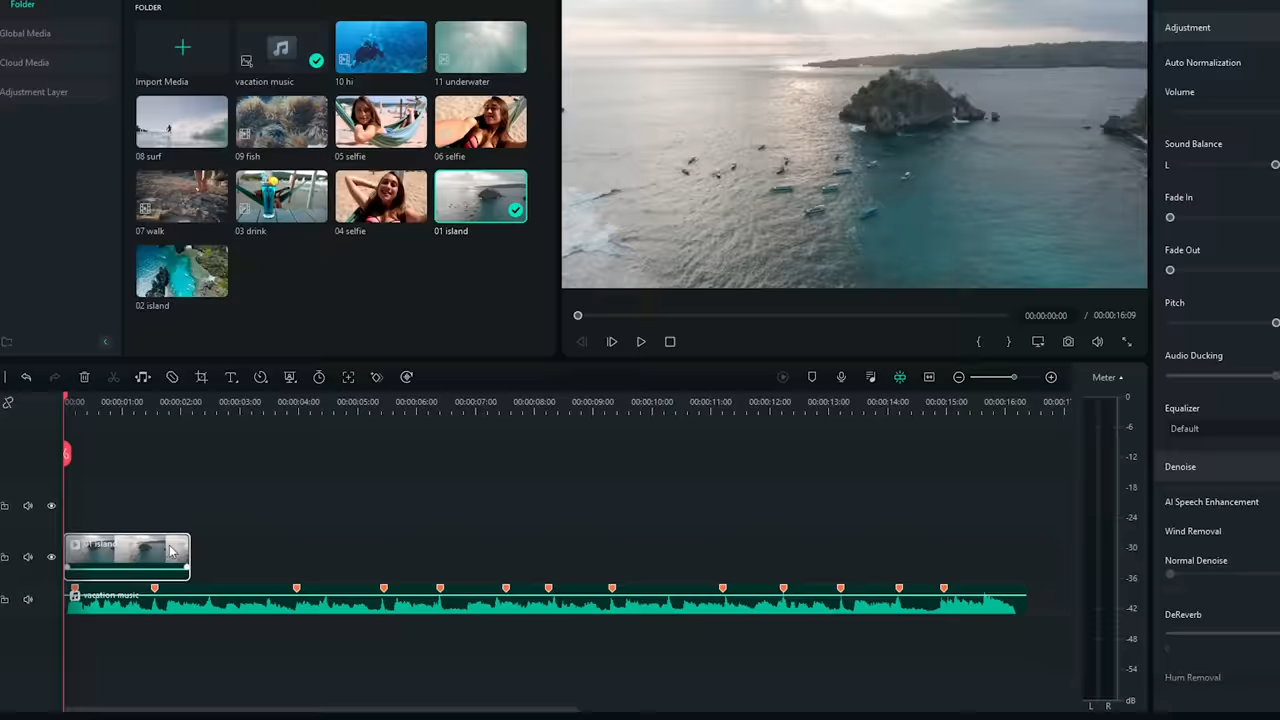 Folder
Global Media
Cloud Media
Adjustment Layer
FOLDER
Import Media
vacation music
10 hi
11 underwater
08 surf
09 fish
05 selfie
06 selfie
07 walk
03 drink
04 selfie
01 island
02 island
00:00:00:00 / 00:00:16:09
Adjustment
Auto Normalization
Volume
Sound Balance
L
Fade In
Fade Out
Pitch
Audio Ducking
Equalizer
Default
Denoise
AI Speech Enhancement
Wind Removal
Normal Denoise
DeReverb
Hum Removal
Meter
00:00 00:00:01:00 00:00:02:00 00:00:03:00 00:00:04:00 00:00:05:00 00:00:06:00 00:00:07:00 00:00:08:00 00:00:09:00 00:00:10:00 00:00:11:00 00:00:12:00 00:00:13:00 00:00:14:00 00:00:15:00 00:00:16:00
island
vacation music
0
-6
-12
-18
-24
-30
-36
-42
-48
-54
dB
L R